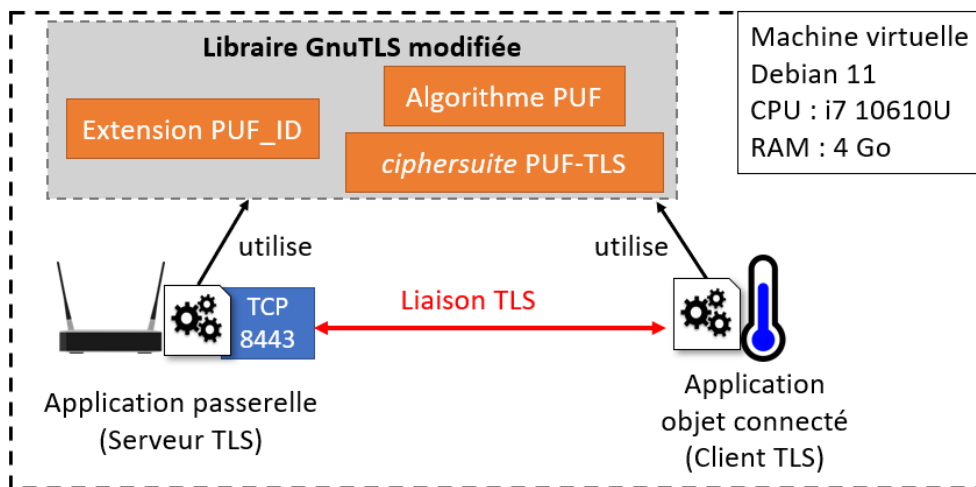 Libraire GnuTLS modifiée
Extension PUF_ID
Algorithme PUF
ciphersuite PUF-TLS
Machine virtuelle
Debian 11
CPU : i7 10610U
RAM : 4 Go
utilise
utilise
TCP
8443
Liaison TLS
Application passerelle
(Serveur TLS)
Application
objet connecté
(Client TLS)